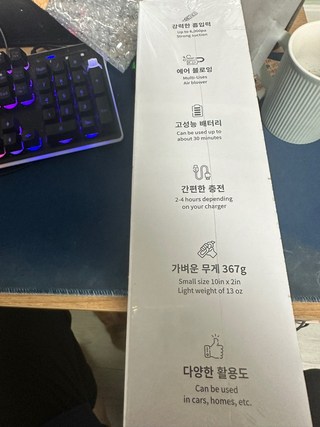 강력한 흡입력
Up to 4,200pa
Strong suction
에어 블로잉
Multi-sizes
Air blower
고성능 배터리
Can be used up to
about 30 minutes
간편한 충전
2-4 hours depending
on your charger
가벼운 무게 367g
Small size 10in x 2in
Light weight of 13 oz
다양한 활용도
Can be used
in cars, homes, etc.